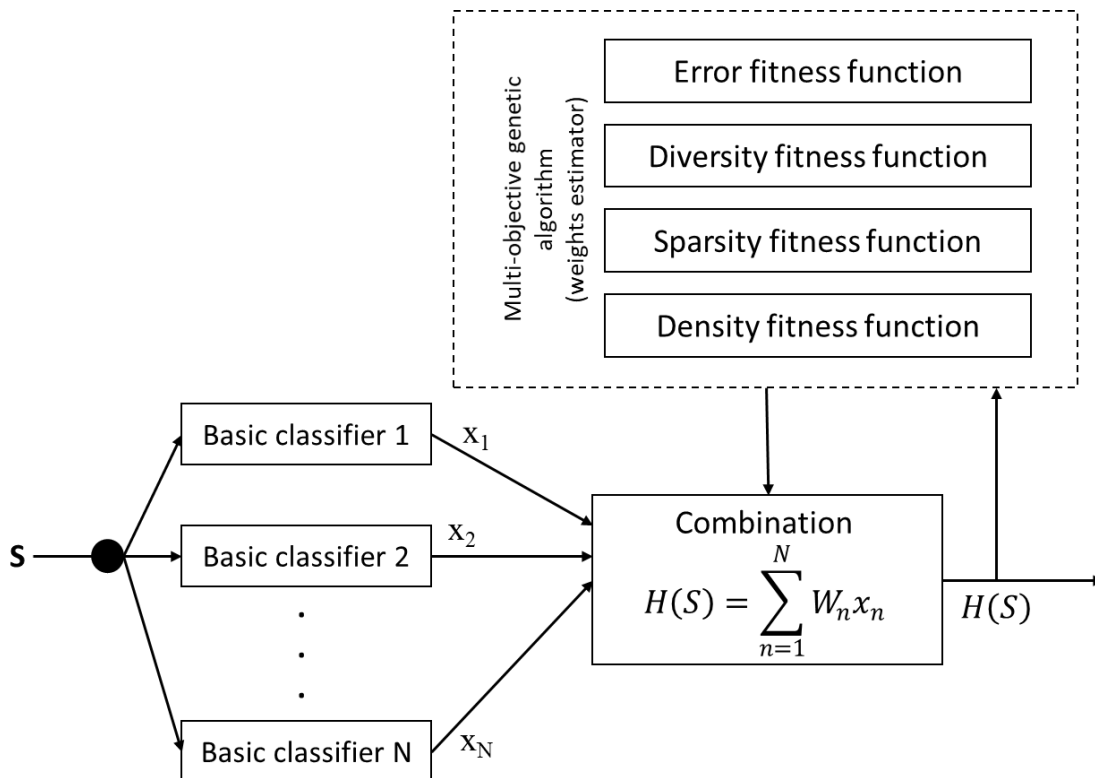 Multi-objective genetic
algorithm
(weights estimator)
Error fitness function
Diversity fitness function
Sparsity fitness function
Density fitness function
S
Basic classifier 1
x₁
Basic classifier 2
x₂
.
.
.
Basic classifier N
x_N
Combination
H(S) = ∑_{n=1}^{N} W_n x_n
H(S)